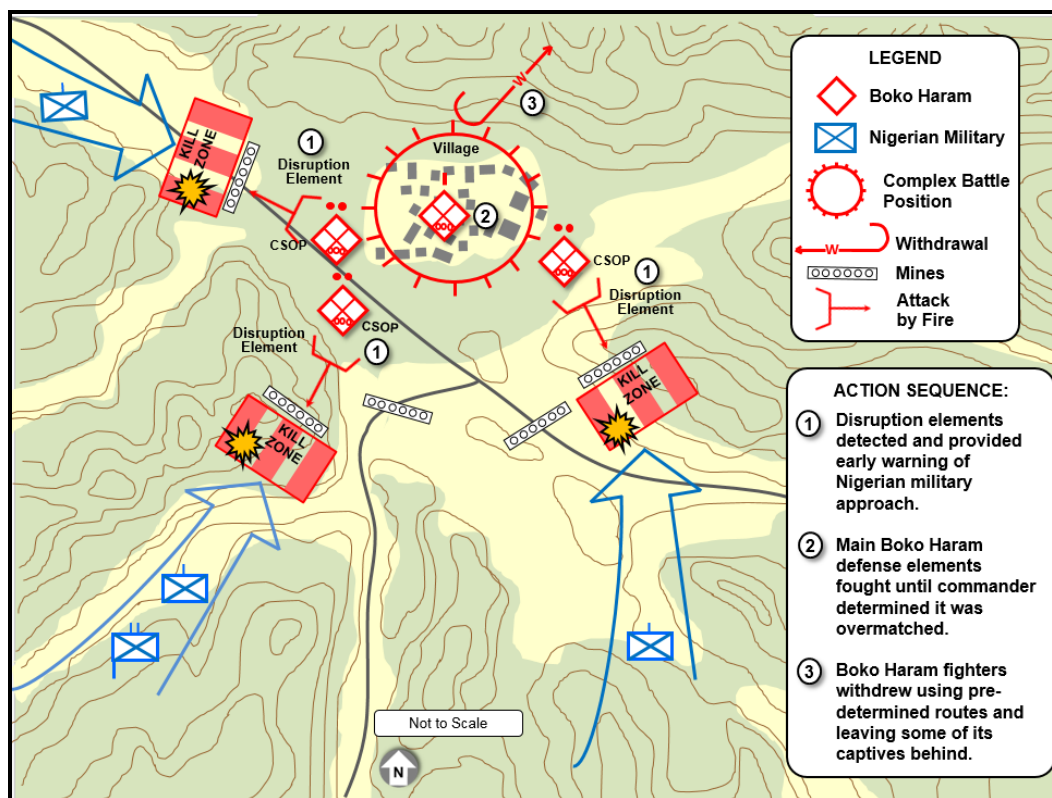 KILL
ZONE
1
Disruption
Element
CSOP
Village
2
W
3
CSOP
1
Disruption
Element
CSOP
1
Disruption
Element
KILL
ZONE
KILL
ZONE
Not to Scale
N
LEGEND
Boko Haram
Nigerian Military
Complex Battle
Position
W
Withdrawal
Mines
Attack
by Fire
ACTION SEQUENCE:
1 Disruption elements
detected and provided
early warning of
Nigerian military
approach.
2 Main Boko Haram
defense elements
fought until commander
determined it was
overmatched.
3 Boko Haram fighters
withdrew using pre-
determined routes and
leaving some of its
captives behind.